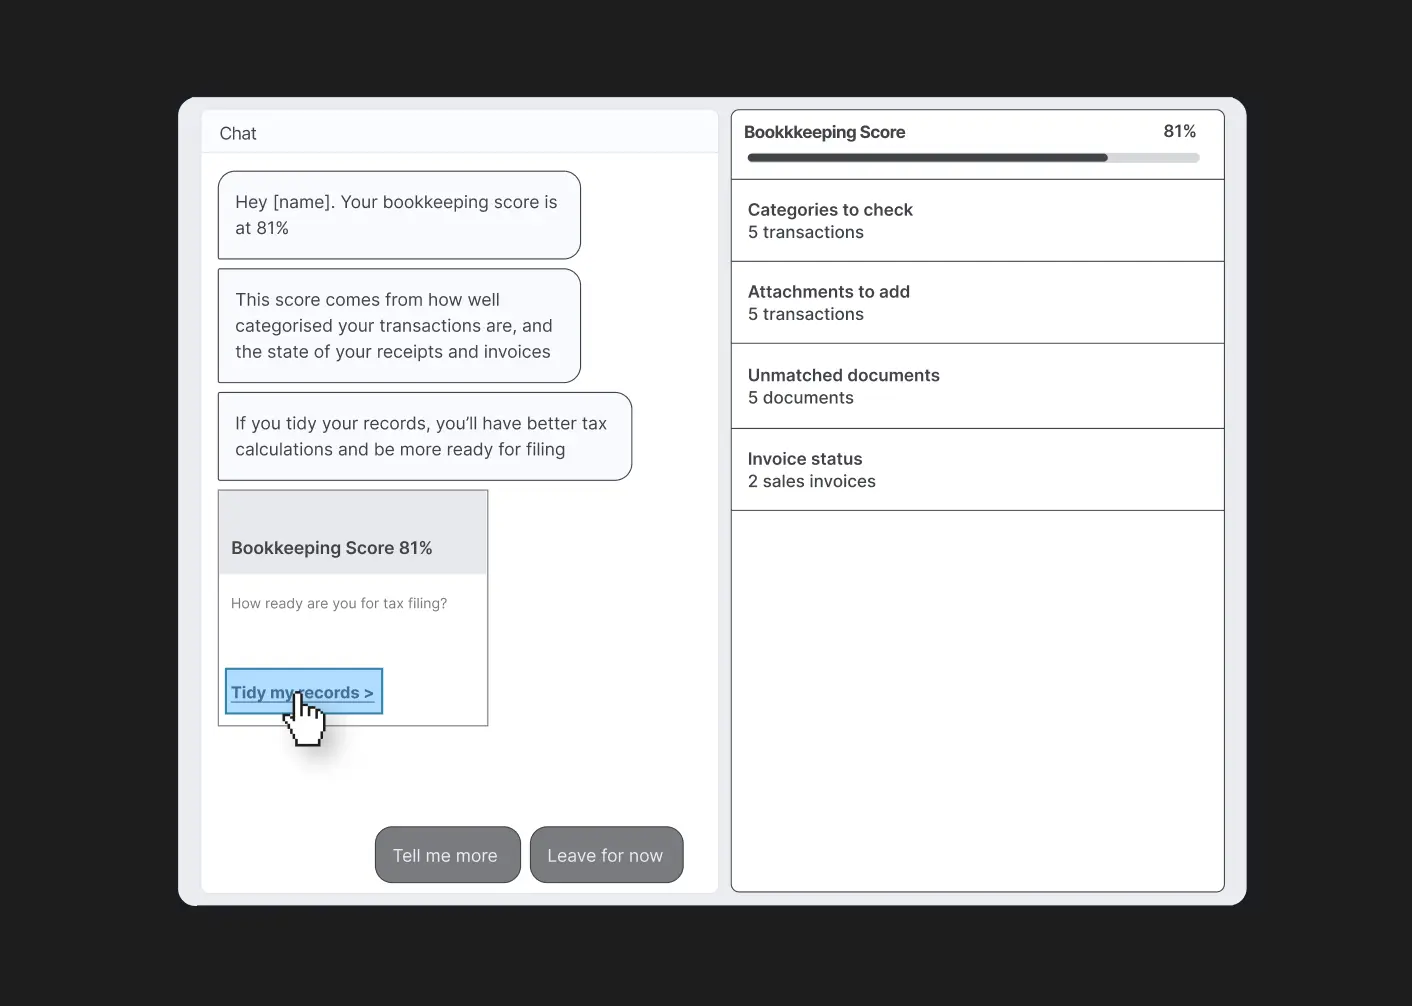 Chat
Hey [name]. Your bookkeeping score is
at 81%
This score comes from how well
categorised your transactions are, and
the state of your receipts and invoices
If you tidy your records, you’ll have better tax
calculations and be more ready for filing
Bookkeeping Score 81%
How ready are you for tax filing?
Tidy my records >
Tell me more
Leave for now
Bookkkeeping Score
81%
Categories to check
5 transactions
Attachments to add
5 transactions
Unmatched documents
5 documents
Invoice status
2 sales invoices